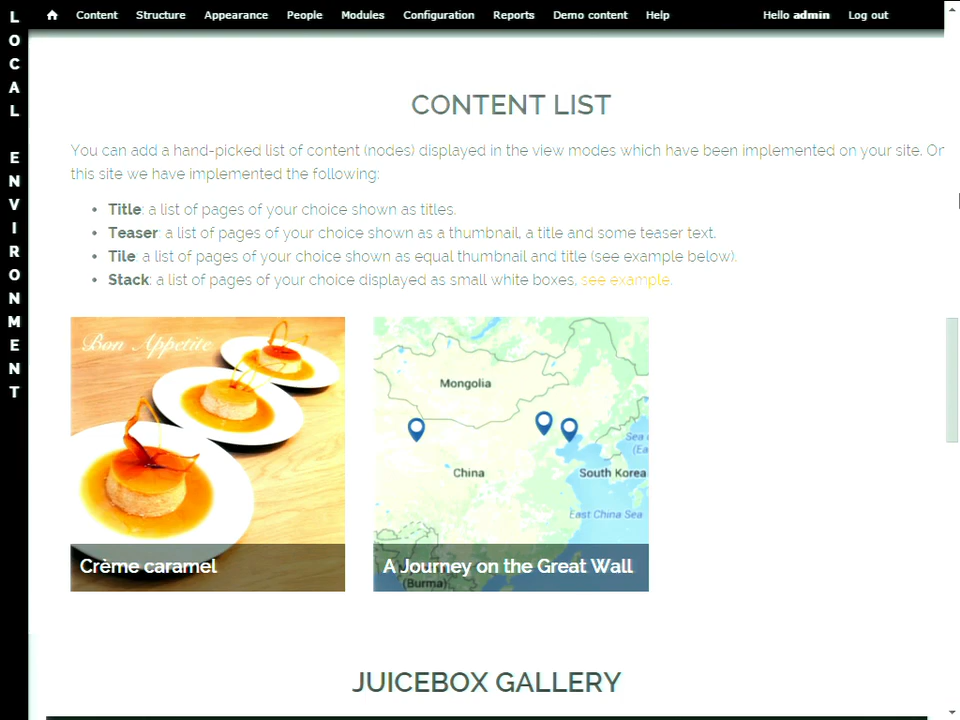 Content Structure Appearance People Modules Configuration Reports Demo content Help Hello admin Log out
LOCAL ENVIRONMENT
CONTENT LIST
You can add a hand-picked list of content (nodes) displayed in the view modes which have been implemented on your site. On
this site we have implemented the following:
• Title: a list of pages of your choice shown as titles.
• Teaser: a list of pages of your choice shown as a thumbnail, a title and some teaser text.
• Tile: a list of pages of your choice shown as equal thumbnail and title (see example below).
• Stack: a list of pages of your choice displayed as small white boxes, see example.
Bon Appetite
Crème caramel
Mongolia
Sea o
(Ea
China
South Korea
East China Sea
A Journey on the Great Wall
(Burma)
JUICEBOX GALLERY